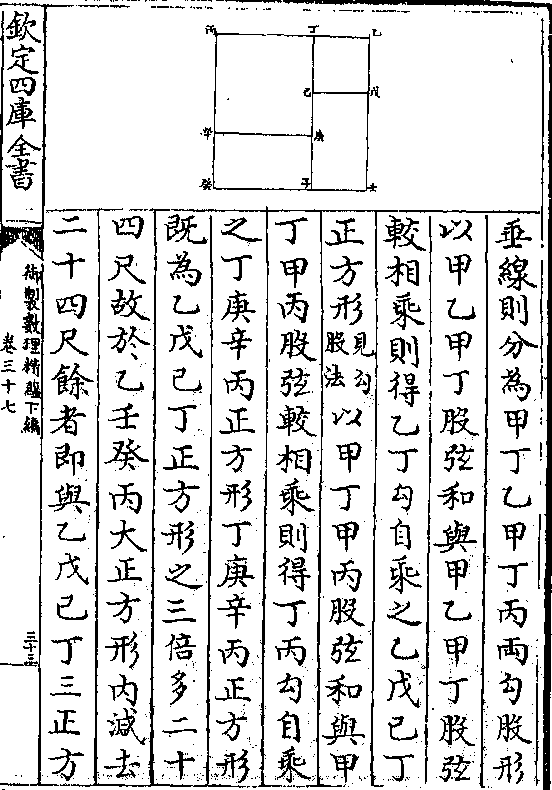 垂線則分為甲丁乙甲丁丙兩勾股形
以甲乙甲丁股弦和與甲乙甲丁股弦
較相乘則得乙丁勾自乘之乙戊己丁
正方形見勾股法以甲丁甲丙股弦和與甲
丁甲丙股弦較相乘則得丁丙勾自乘
之丁庚辛丙正方形丁庚辛丙正方形
既為乙戊己丁正方形之三倍多二十
四尺故於乙壬癸丙大正方形內減去
二十四尺餘者即與乙戊己丁三正方
丙 丁 乙
己 戊
辛 庚
癸 子 壬
欽定四庫全書
御製數理精蘊下編
卷三十七
三十三